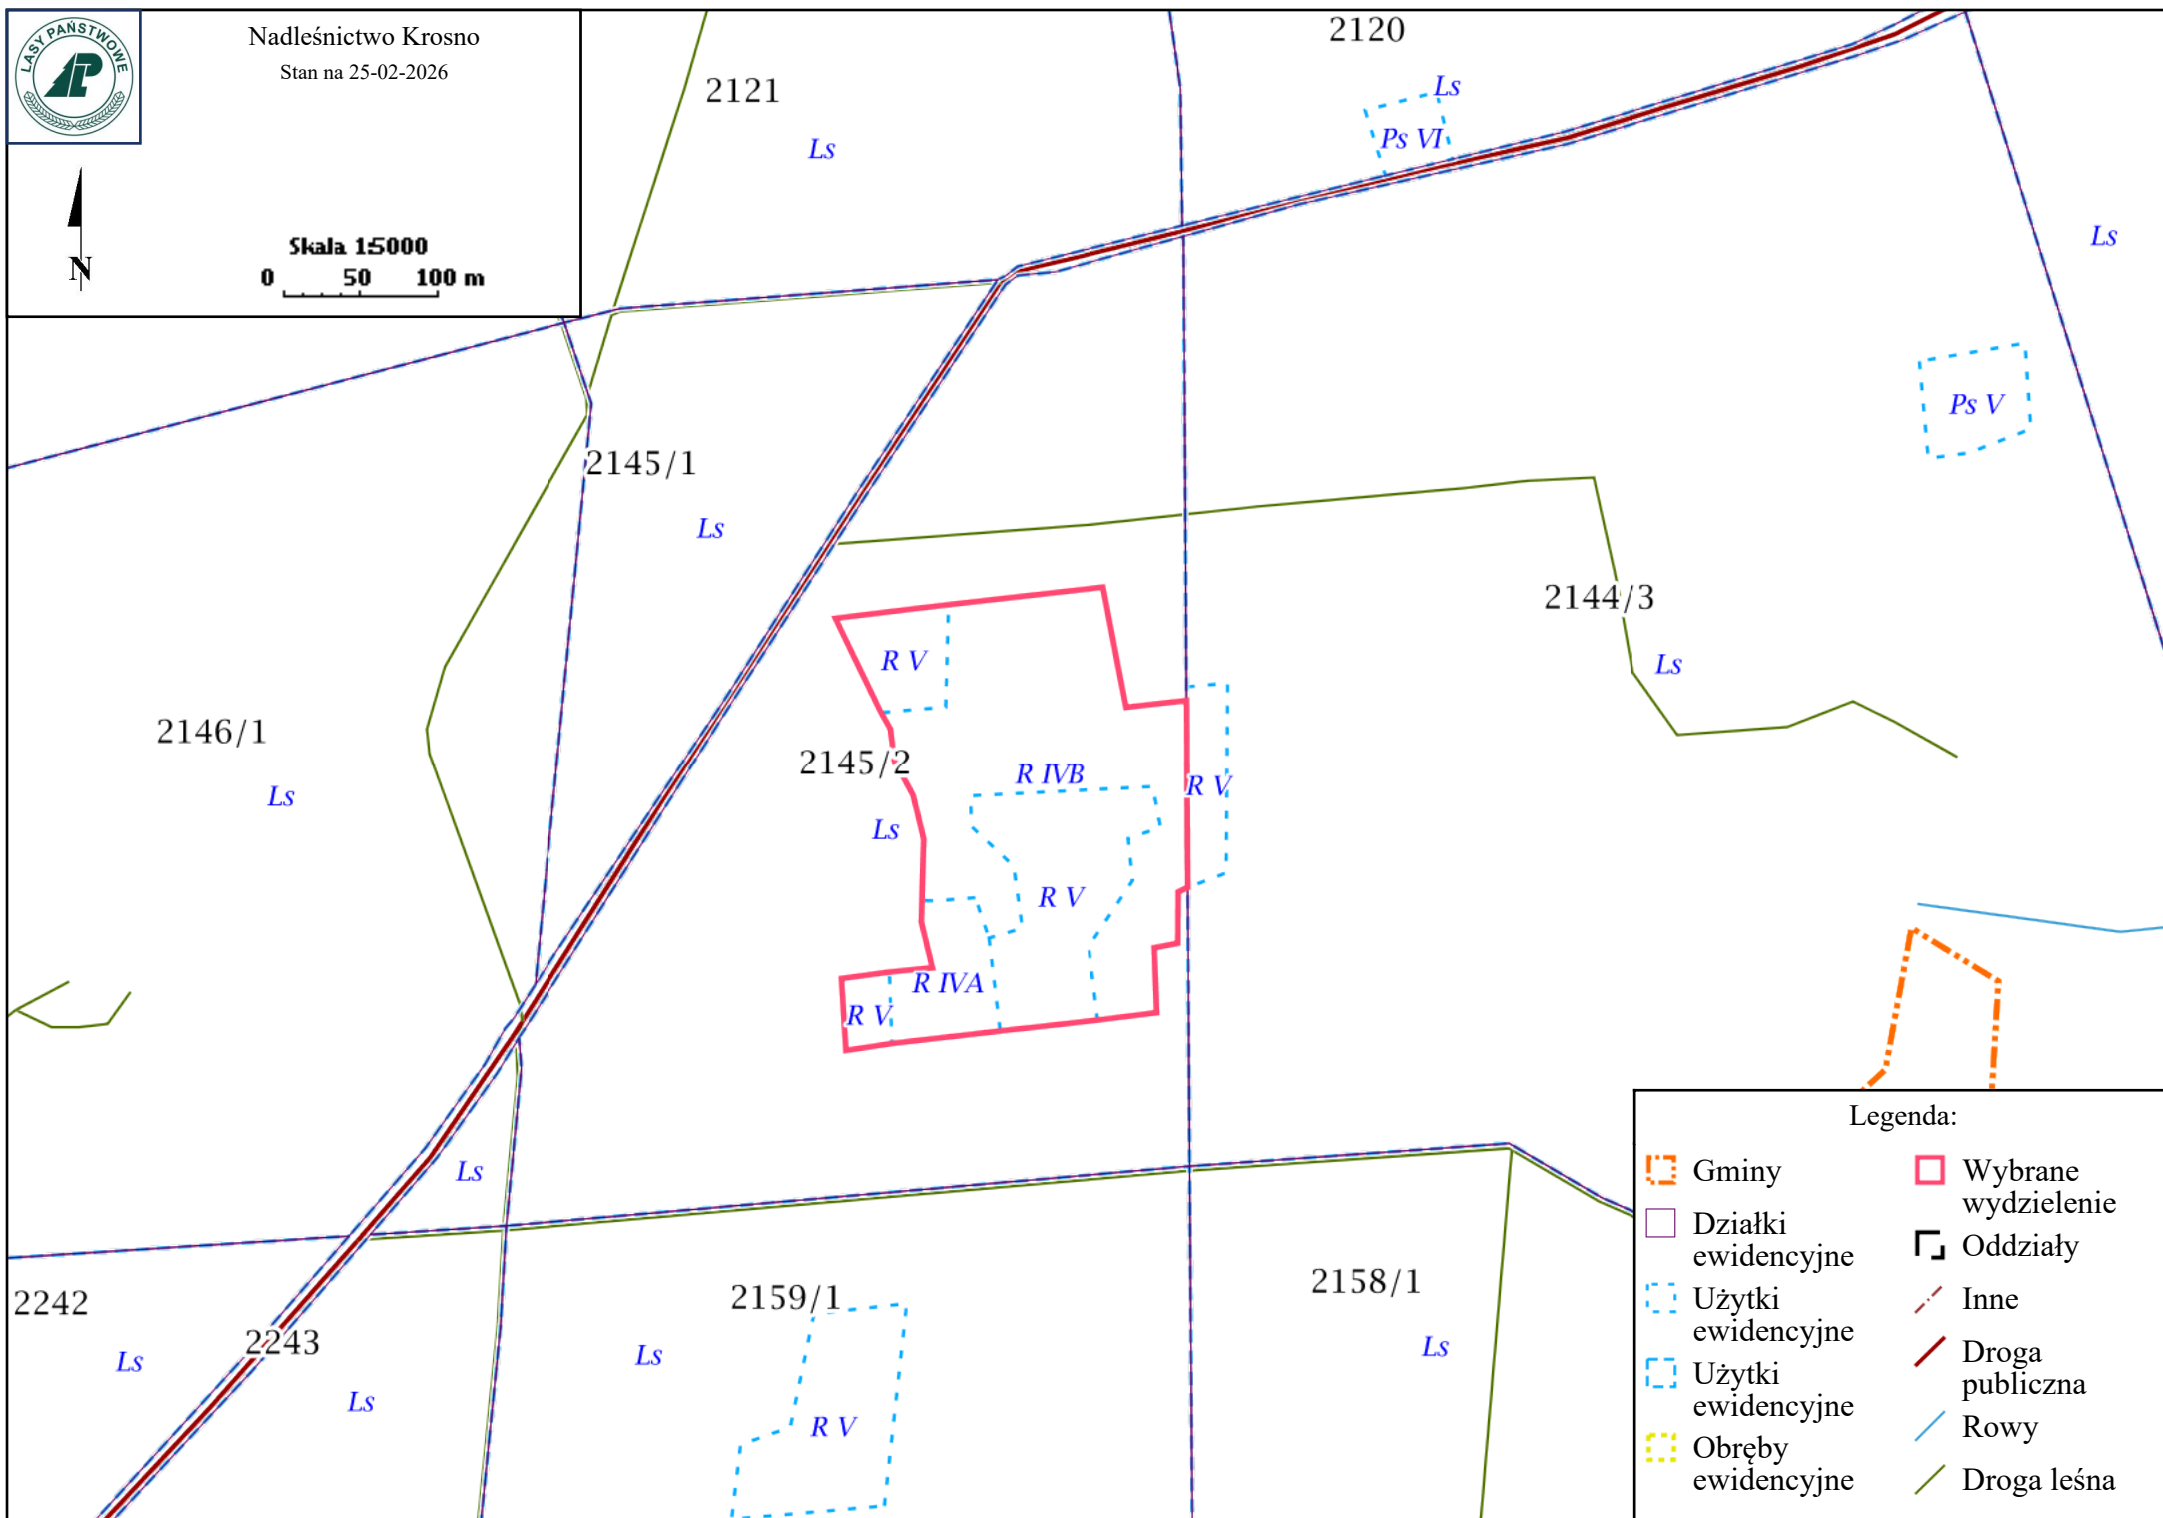 LASY PAŃSTWOWE
Nadleśnictwo Krosno
Stan na 25-02-2026
N
Skala 1:5000
0 50 100 m
2120
2121
Ls
Ls
Ps VI
Ls
Ps V
2145/1
Ls
2144/3
Ls
R V
2146/1
Ls
2145/2
Ls
R IVB
R V
R V
R IVA
R V
Ls
2242
Ls
2243
Ls
2159/1
Ls
R V
2158/1
Ls
Legenda:
Gminy
Działki
ewidencyjne
Użytki
ewidencyjne
Użytki
ewidencyjne
Obręby
ewidencyjne
Wybrane
wydzielenie
Oddziały
Inne
Droga
publiczna
Rowy
Droga leśna